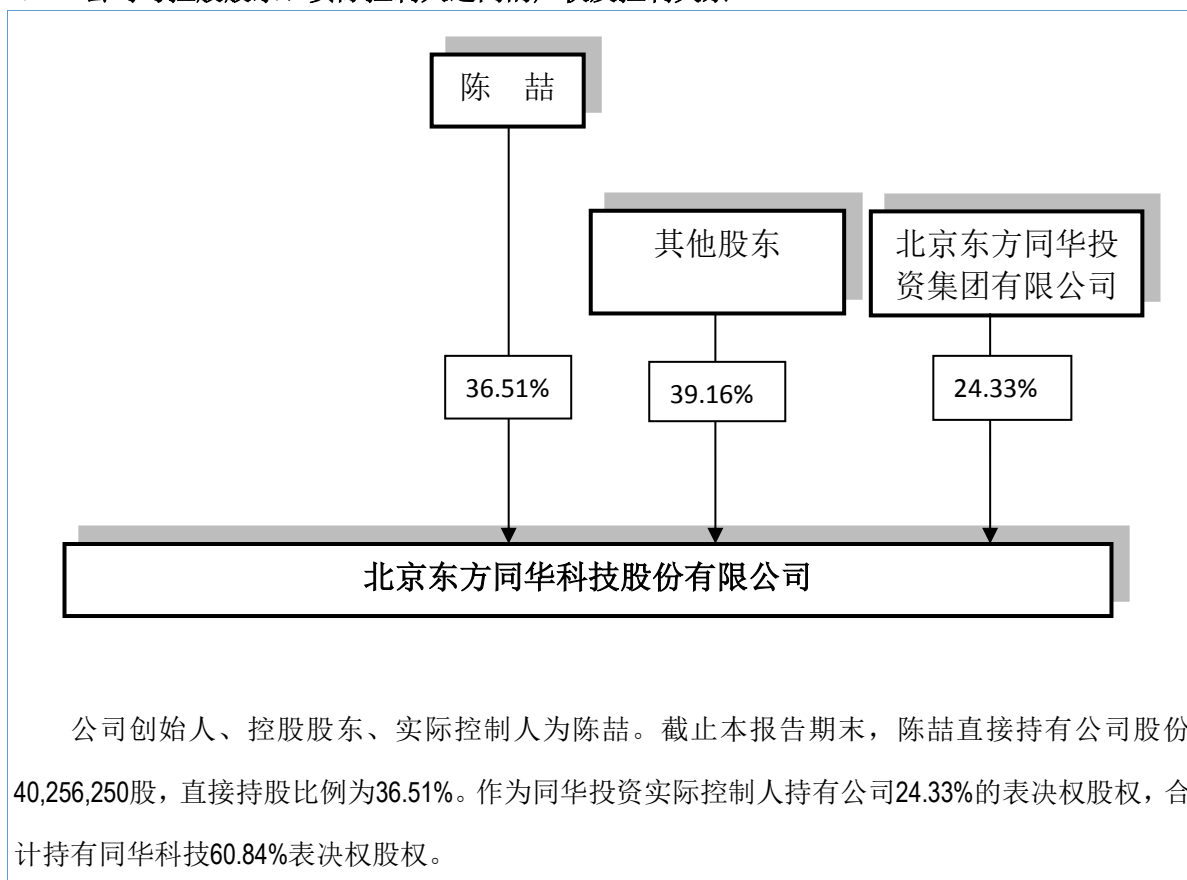 陈 喆
其他股东
北京东方同华投
资集团有限公司
36.51%
39.16%
24.33%
北京东方同华科技股份有限公司
公司创始人、控股股东、实际控制人为陈喆。截止本报告期末，陈喆直接持有公司股份
40,256,250股，直接持股比例为36.51%。作为同华投资实际控制人持有公司24.33%的表决权股权，合
计持有同华科技60.84%表决权股权。